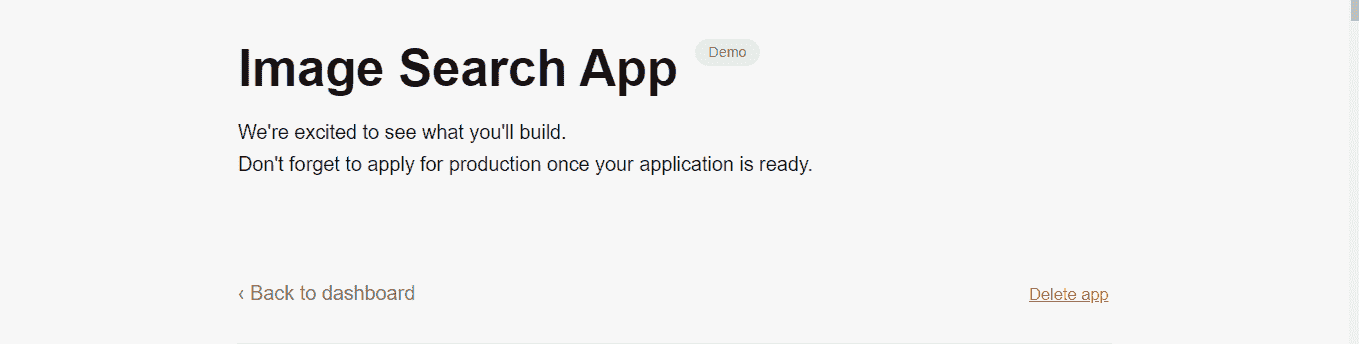 Image Search App Demo
We're excited to see what you'll build.
Don't forget to apply for production once your application is ready.
‹ Back to dashboard Delete app